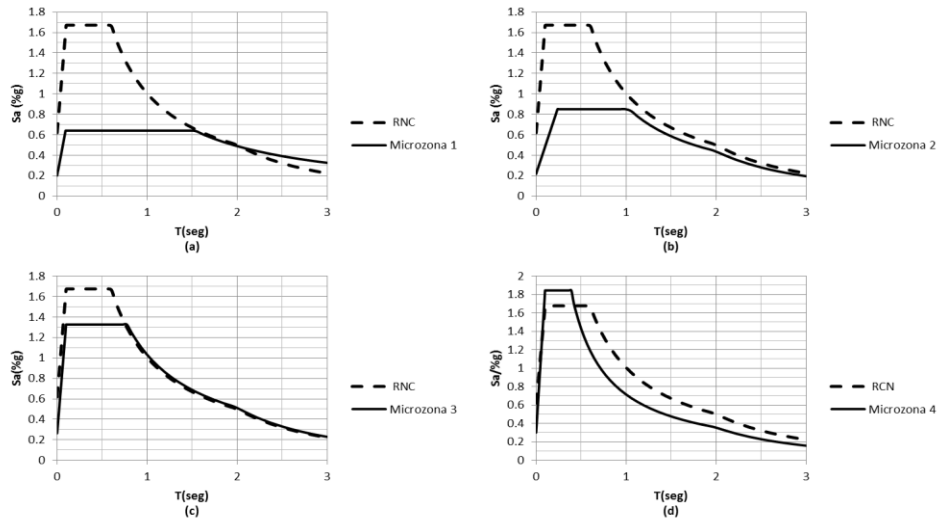 1.8
1.6
1.4
1.2
1
0.8
0.6
0.4
0.2
0
Sa (%g)
0 1 2 3
T(seg)
(a)
RNC
Microzona 1
1.8
1.6
1.4
1.2
1
0.8
0.6
0.4
0.2
0
Sa (%g)
0 1 2 3
T(seg)
(b)
RNC
Microzona 2
1.8
1.6
1.4
1.2
1
0.8
0.6
0.4
0.2
0
Sa(%g)
0 1 2 3
T(seg)
(c)
RNC
Microzona 3
2
1.8
1.6
1.4
1.2
1
0.8
0.6
0.4
0.2
0
Sa/%g)
0 1 2 3
T(seg)
(d)
RCN
Microzona 4